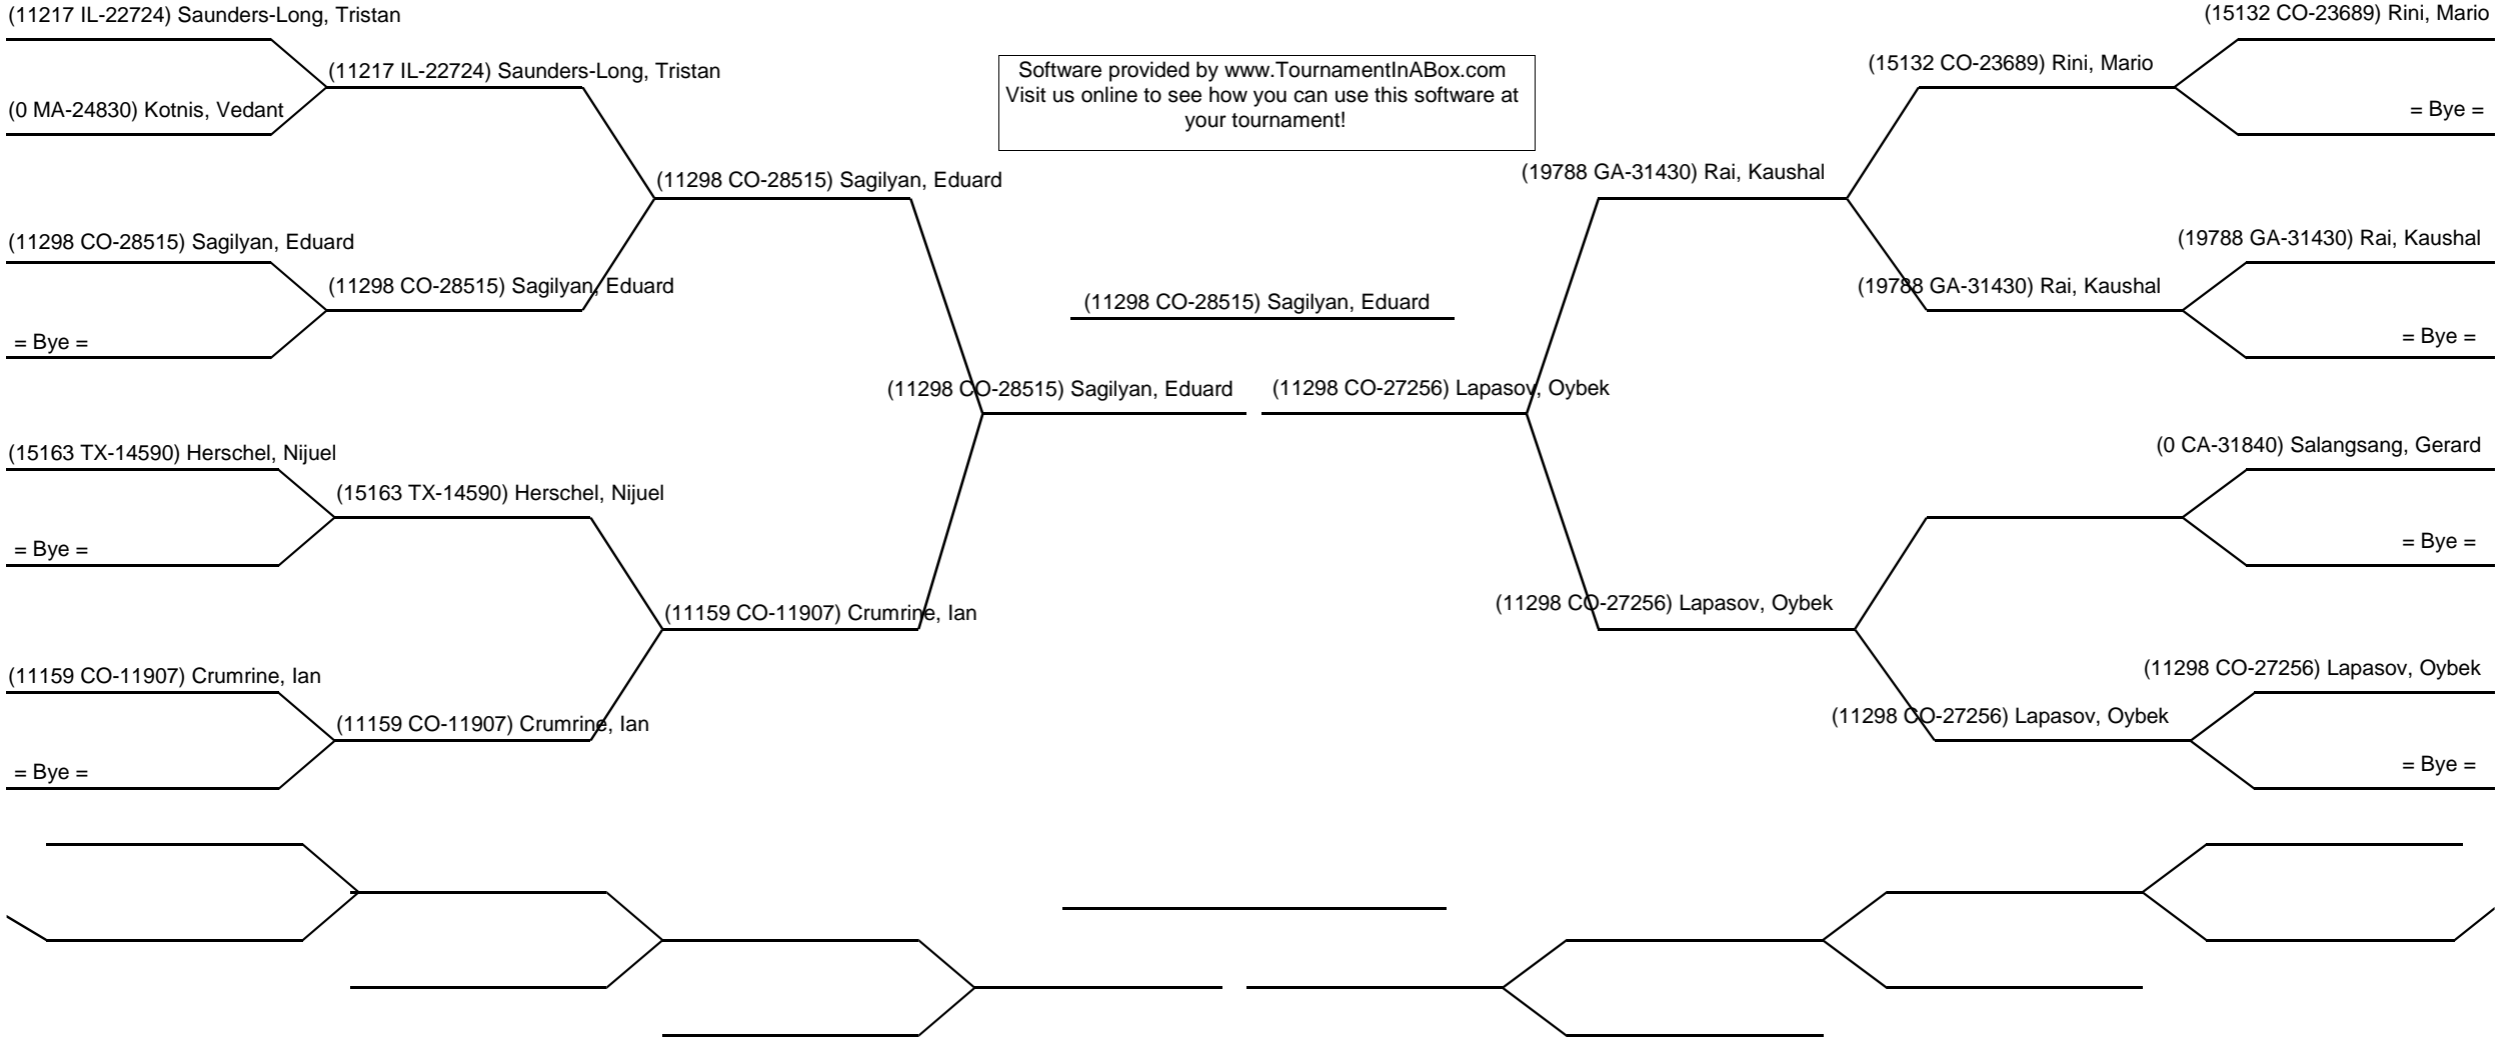 (11217 IL-22724) Saunders-Long, Tristan
(0 MA-24830) Kotnis, Vedant
(11298 CO-28515) Sagilyan, Eduard
= Bye =
(15163 TX-14590) Herschel, Nijuel
= Bye =
(11159 CO-11907) Crumrine, Ian
= Bye =
(11217 IL-22724) Saunders-Long, Tristan
(11298 CO-28515) Sagilyan, Eduard
(15163 TX-14590) Herschel, Nijuel
(11159 CO-11907) Crumrine, Ian
(11298 CO-28515) Sagilyan, Eduard
(11159 CO-11907) Crumrine, Ian
(11298 CO-28515) Sagilyan, Eduard
Software provided by www.TournamentInABox.com
Visit us online to see how you can use this software at
your tournament!
(11298 CO-28515) Sagilyan, Eduard
(11298 CO-27256) Lapasov, Oybek
(19788 GA-31430) Rai, Kaushal
(11298 CO-27256) Lapasov, Oybek
(15132 CO-23689) Rini, Mario
(19788 GA-31430) Rai, Kaushal
(11298 CO-27256) Lapasov, Oybek
(15132 CO-23689) Rini, Mario
= Bye =
(19788 GA-31430) Rai, Kaushal
= Bye =
(0 CA-31840) Salangsang, Gerard
= Bye =
(11298 CO-27256) Lapasov, Oybek
= Bye =